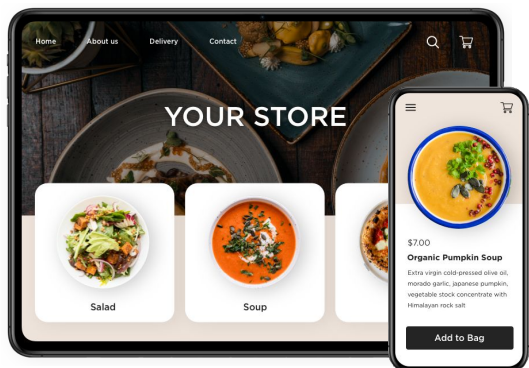 Home About us Delivery Contact
YOUR STORE
Salad
Soup
$7.00
Organic Pumpkin Soup
Extra virgin cold-pressed olive oil,
morado garlic, japanese pumpkin,
vegetable stock concentrate with
Himalayan rock salt
Add to Bag